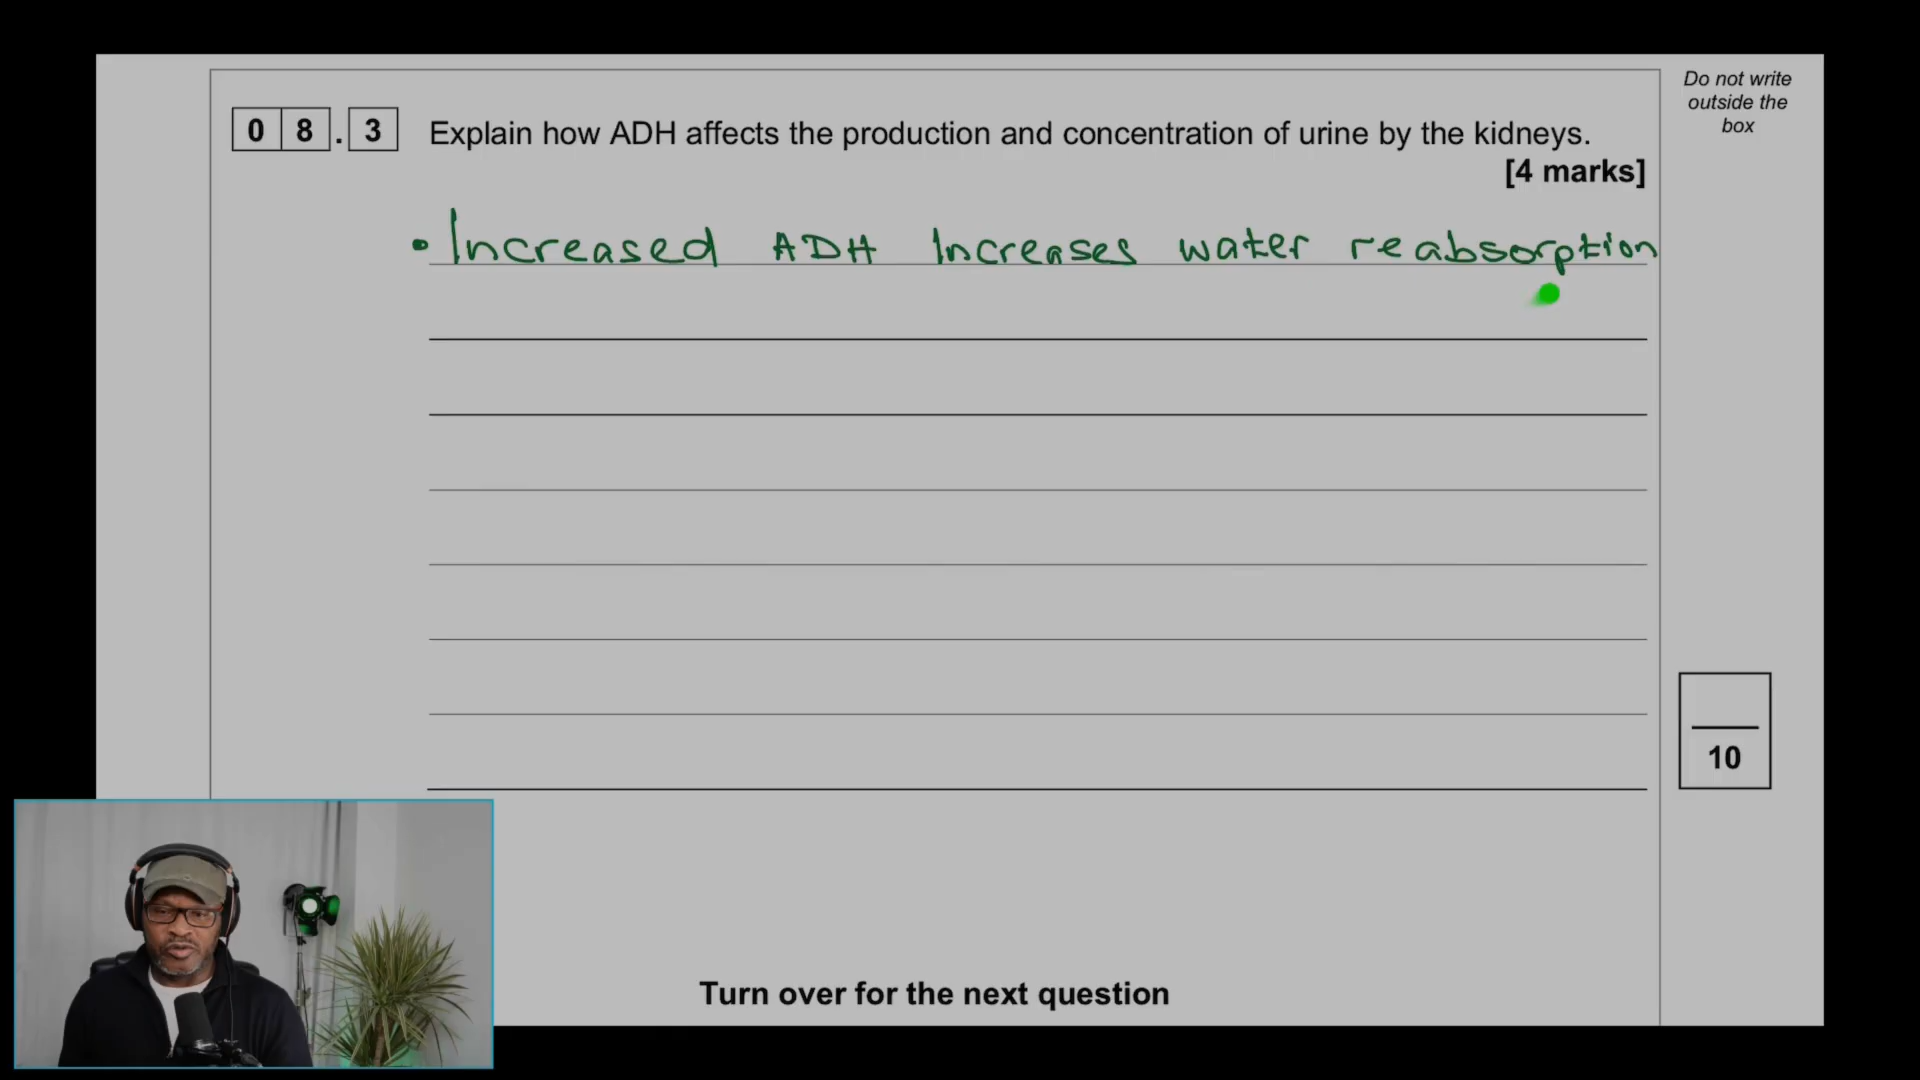 Do not write
outside the
box
0 8 . 3 Explain how ADH affects the production and concentration of urine by the kidneys.
[4 marks]
• Increased ADH Increases water reabsorption
10
Turn over for the next question